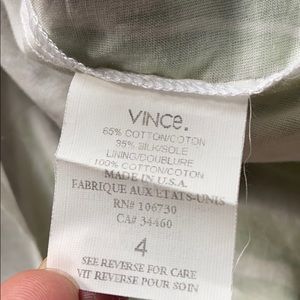 VINCE.
65% COTTON/COTON
35% SILK/SOIE
LINING/DOUBLURE
100% COTTON/COTON
MADE IN U.S.A.
FABRIQUE AUX ETATS-UNIS
RN# 106730
CA# 34460
4
SEE REVERSE FOR CARE
VIT REVERSE POUR SOIN